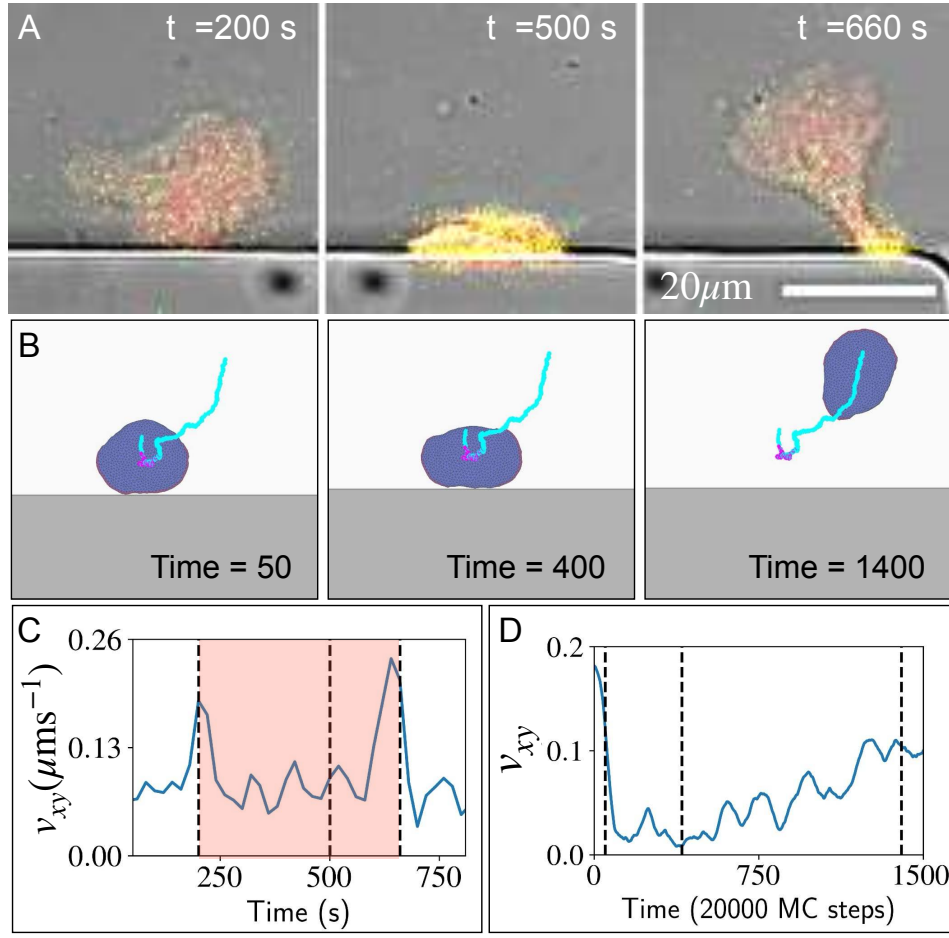 A
t =200 s
t =500 s
t =660 s
20μm
B
Time = 50
Time = 400
Time = 1400
C
0.26
0.13
0.00
v_xy(μms⁻¹)
250
500
750
Time (s)
D
0.2
0.1
0.0
v_xy
0
750
1500
Time (20000 MC steps)